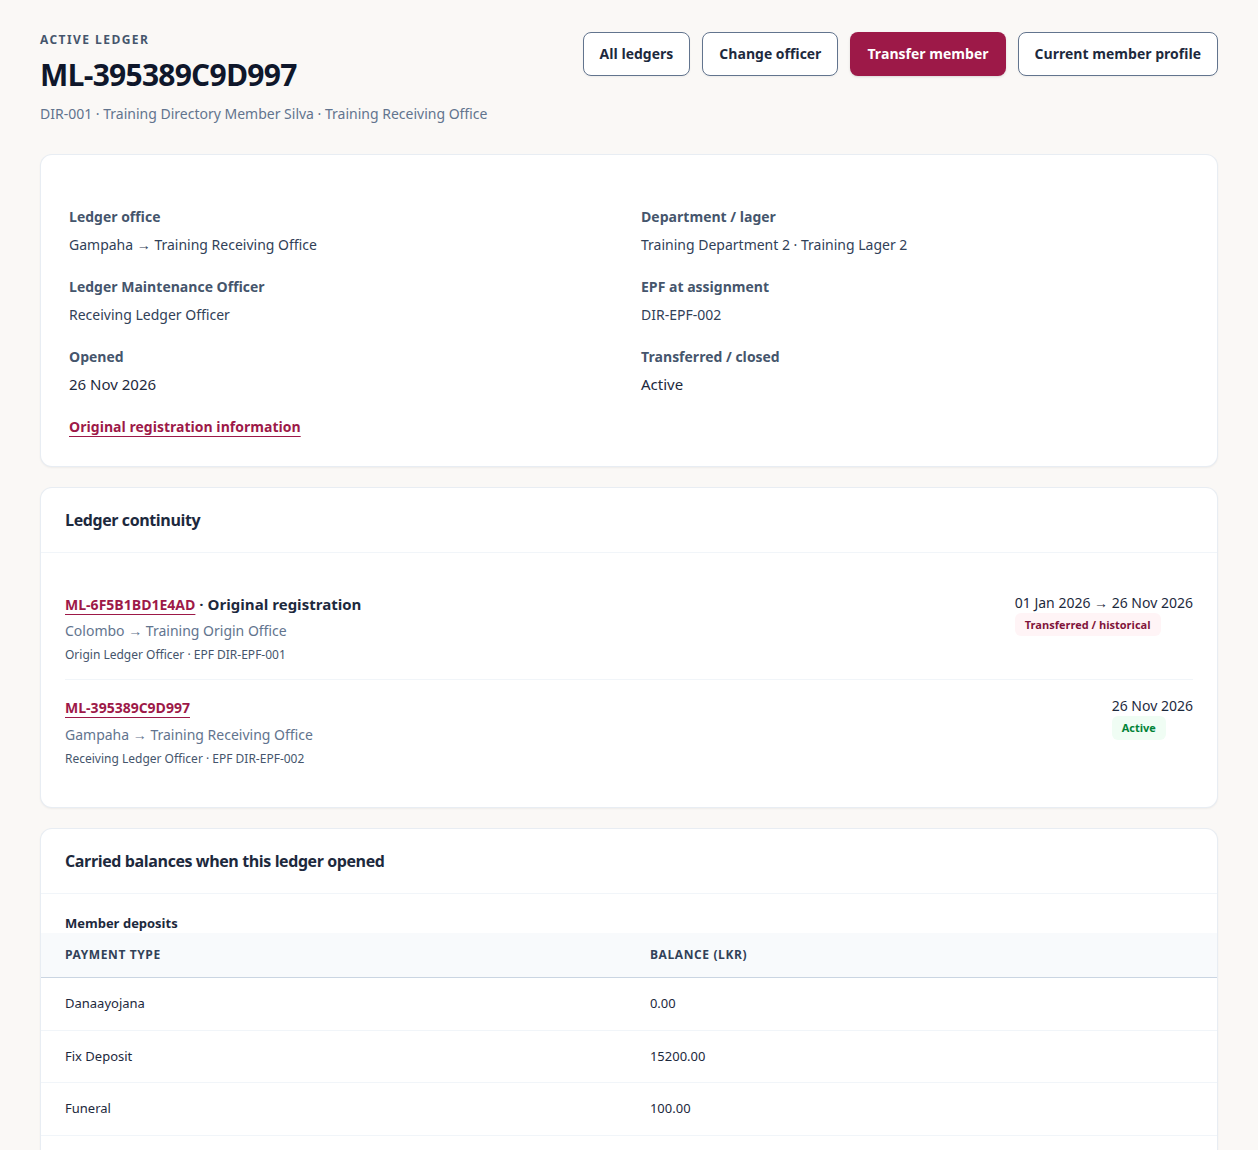 ACTIVE LEDGER
ML-395389C9D997
DIR-001 · Training Directory Member Silva · Training Receiving Office
All ledgers
Change officer
Transfer member
Current member profile
Ledger office
Gampaha → Training Receiving Office
Department / lager
Training Department 2 · Training Lager 2
Ledger Maintenance Officer
Receiving Ledger Officer
EPF at assignment
DIR-EPF-002
Opened
26 Nov 2026
Transferred / closed
Active
Original registration information
Ledger continuity
ML-6F5B1BD1E4AD · Original registration
Colombo → Training Origin Office
Origin Ledger Officer · EPF DIR-EPF-001
01 Jan 2026 → 26 Nov 2026
Transferred / historical
ML-395389C9D997
Gampaha → Training Receiving Office
Receiving Ledger Officer · EPF DIR-EPF-002
26 Nov 2026
Active
Carried balances when this ledger opened
Member deposits
PAYMENT TYPE BALANCE (LKR)
Danaayojana 0.00
Fix Deposit 15200.00
Funeral 100.00